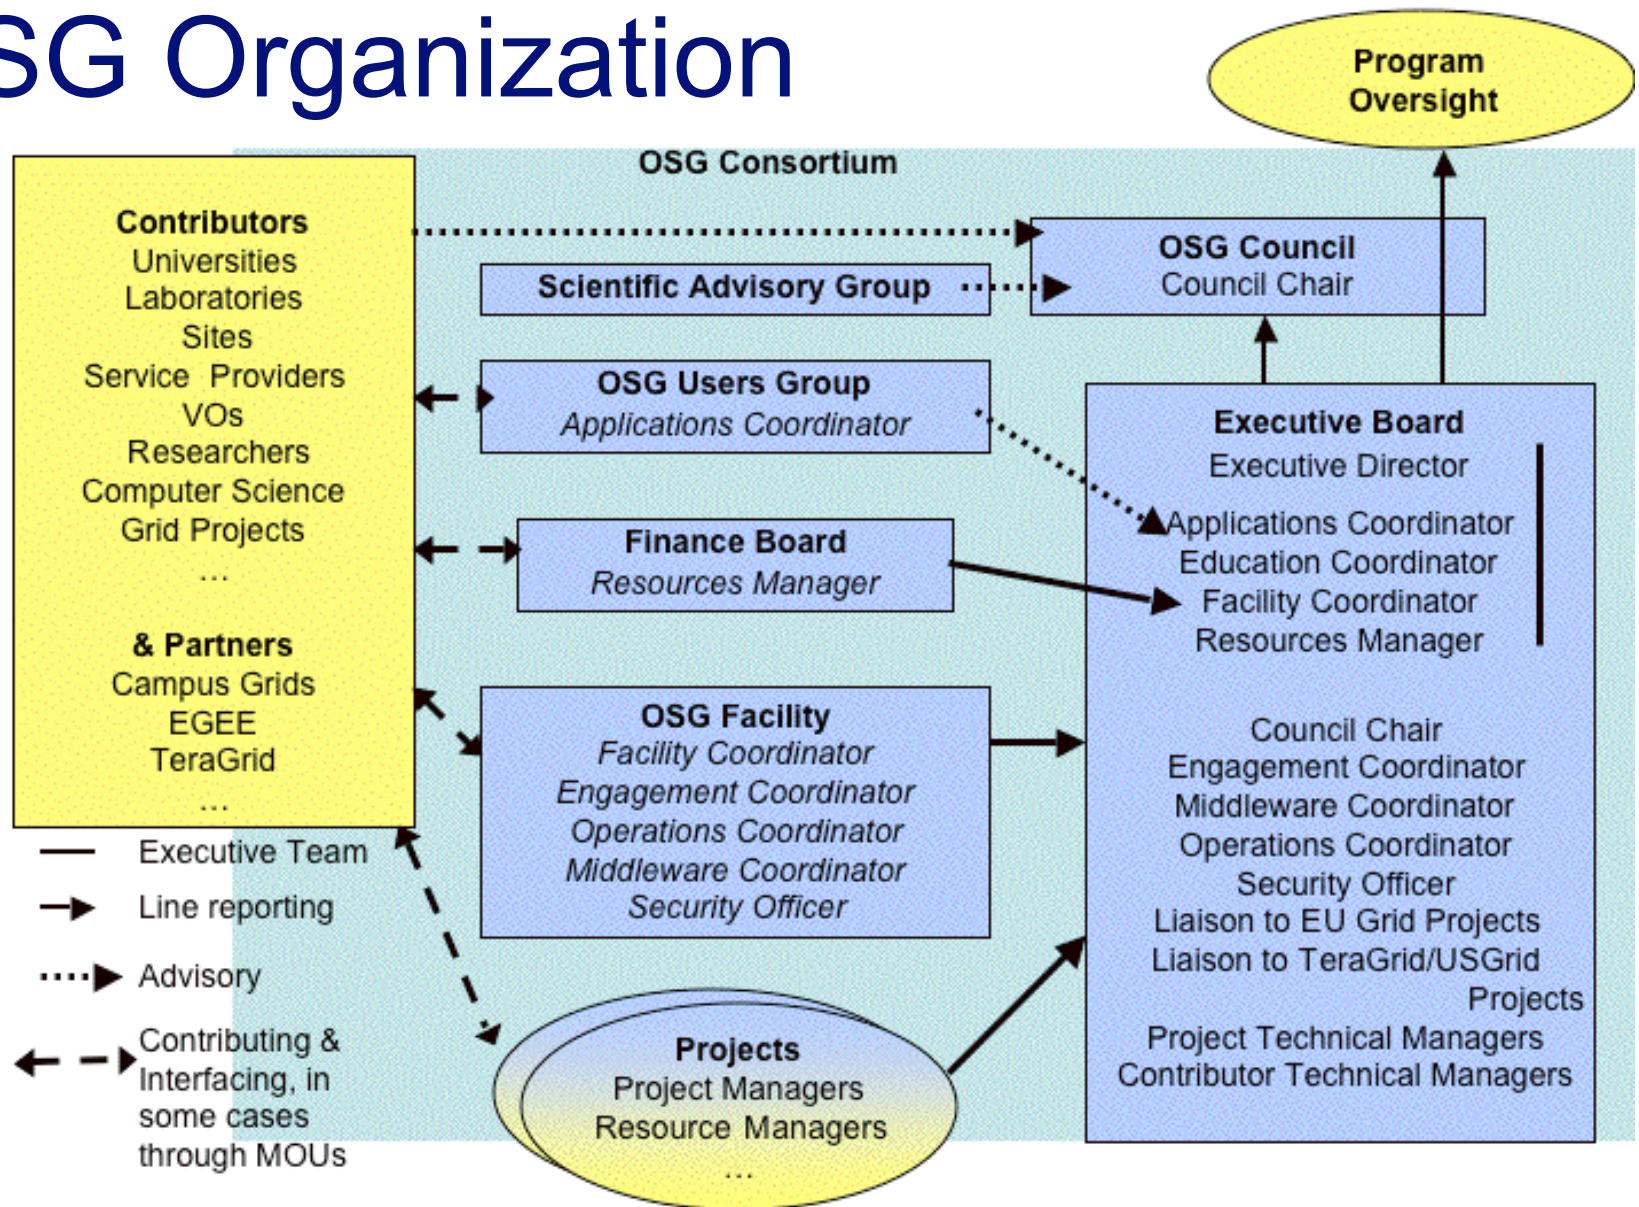 SG Organization
Program
Oversight
OSG Consortium
Contributors
Universities
Laboratories
Sites
Service Providers
VOs
Researchers
Computer Science
Grid Projects
...
& Partners
Campus Grids
EGEE
TeraGrid
...
OSG Council
Council Chair
Scientific Advisory Group
OSG Users Group
Applications Coordinator
Finance Board
Resources Manager
OSG Facility
Facility Coordinator
Engagement Coordinator
Operations Coordinator
Middleware Coordinator
Security Officer
Projects
Project Managers
Resource Managers
...
Executive Board
Executive Director
Applications Coordinator
Education Coordinator
Facility Coordinator
Resources Manager
Council Chair
Engagement Coordinator
Middleware Coordinator
Operations Coordinator
Security Officer
Liaison to EU Grid Projects
Liaison to TeraGrid/USGrid
Projects
Project Technical Managers
Contributor Technical Managers
Executive Team
Line reporting
Advisory
Contributing &
Interfacing, in
some cases
through MOUs